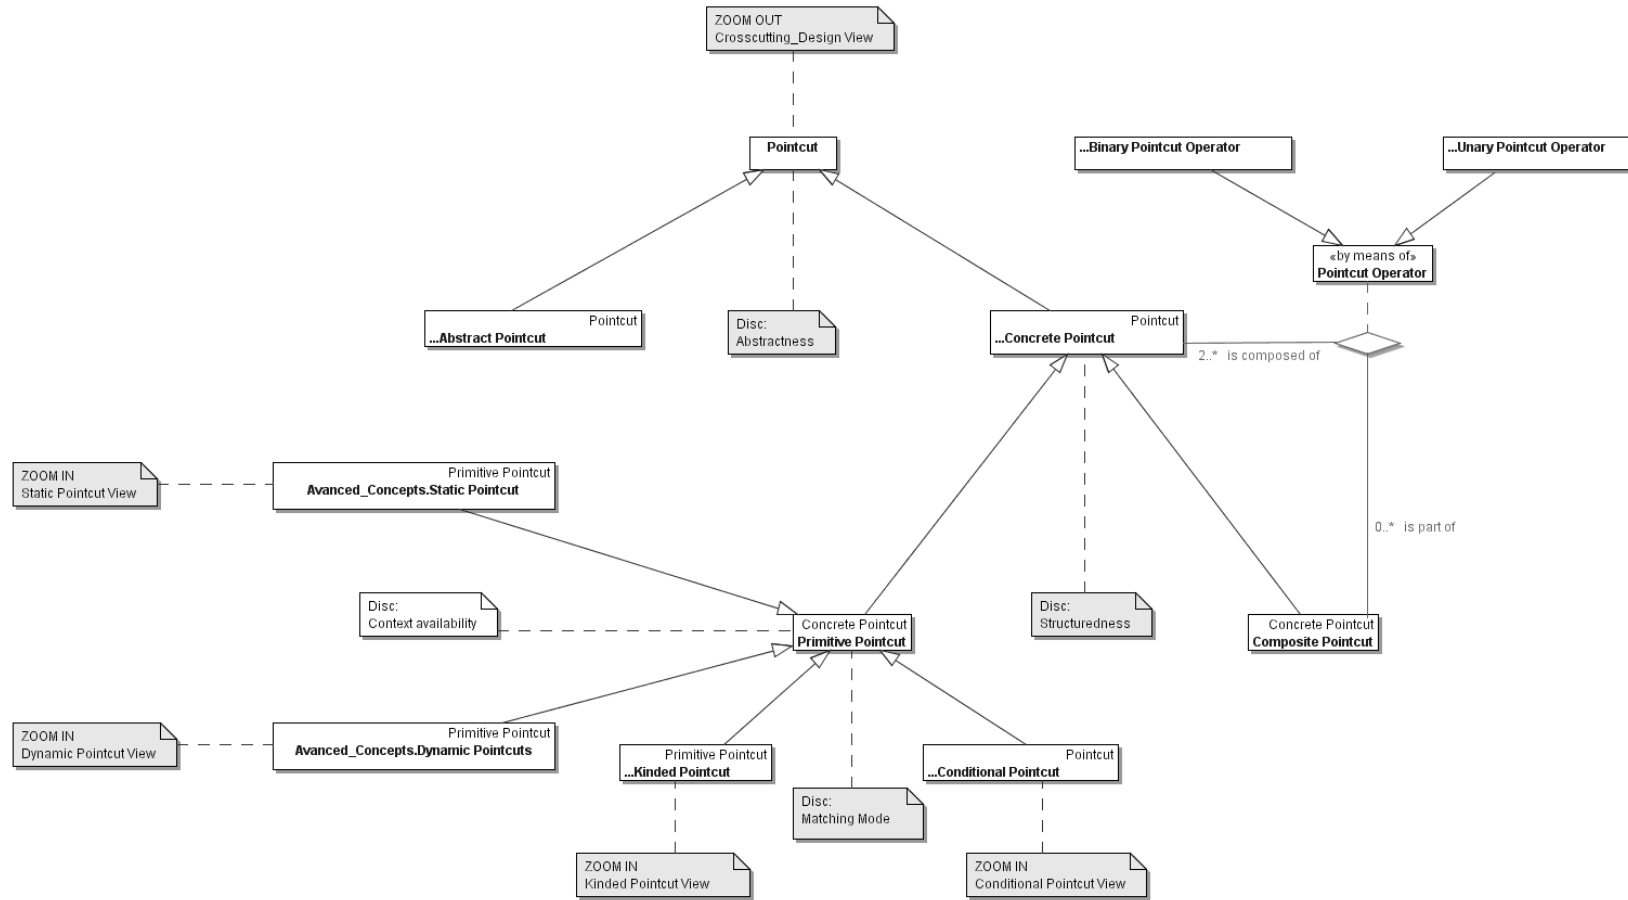 ZOOM OUT
Crosscutting_Design View
Pointcut
...Binary Pointcut Operator
...Unary Pointcut Operator
«by means of»
Pointcut Operator
Pointcut
...Abstract Pointcut
Disc:
Abstractness
Pointcut
...Concrete Pointcut
2..* is composed of
ZOOM IN
Static Pointcut View
Primitive Pointcut
Avanced_Concepts.Static Pointcut
0..* is part of
Disc:
Context availability
Concrete Pointcut
Primitive Pointcut
Disc:
Structuredness
Concrete Pointcut
Composite Pointcut
ZOOM IN
Dynamic Pointcut View
Primitive Pointcut
Avanced_Concepts.Dynamic Pointcuts
Primitive Pointcut
...Kinded Pointcut
Pointcut
...Conditional Pointcut
Disc:
Matching Mode
ZOOM IN
Kinded Pointcut View
ZOOM IN
Conditional Pointcut View